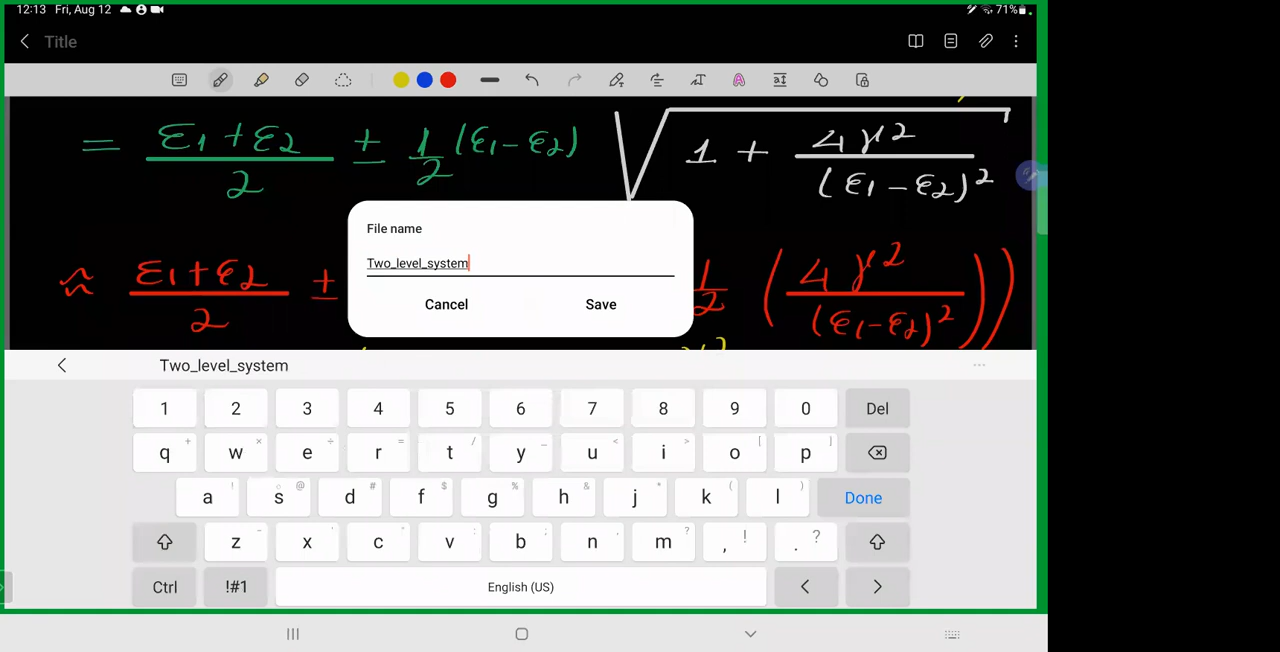 12:13 Fri, Aug 12 71%
Title
= ε1 + ε2 / 2 ± 1/2 (ε1 - ε2) √ 1 + 4γ² / (ε1 - ε2)²
File name
Two_level_system
Cancel Save
≈ ε1 + ε2 / 2 ± 1/2 ( 4γ² / (ε1 - ε2)² ))
Two_level_system ...
1 2 3 4 5 6 7 8 9 0 Del
q + w × e ÷ r = t / y _ u < i > o [ p ]
a ! s @ d # f $ g % h & j * k ( l ) Done
z - x ' c " v : b ; n , m ? , ! . ?
Ctrl !#1 English (US) < >